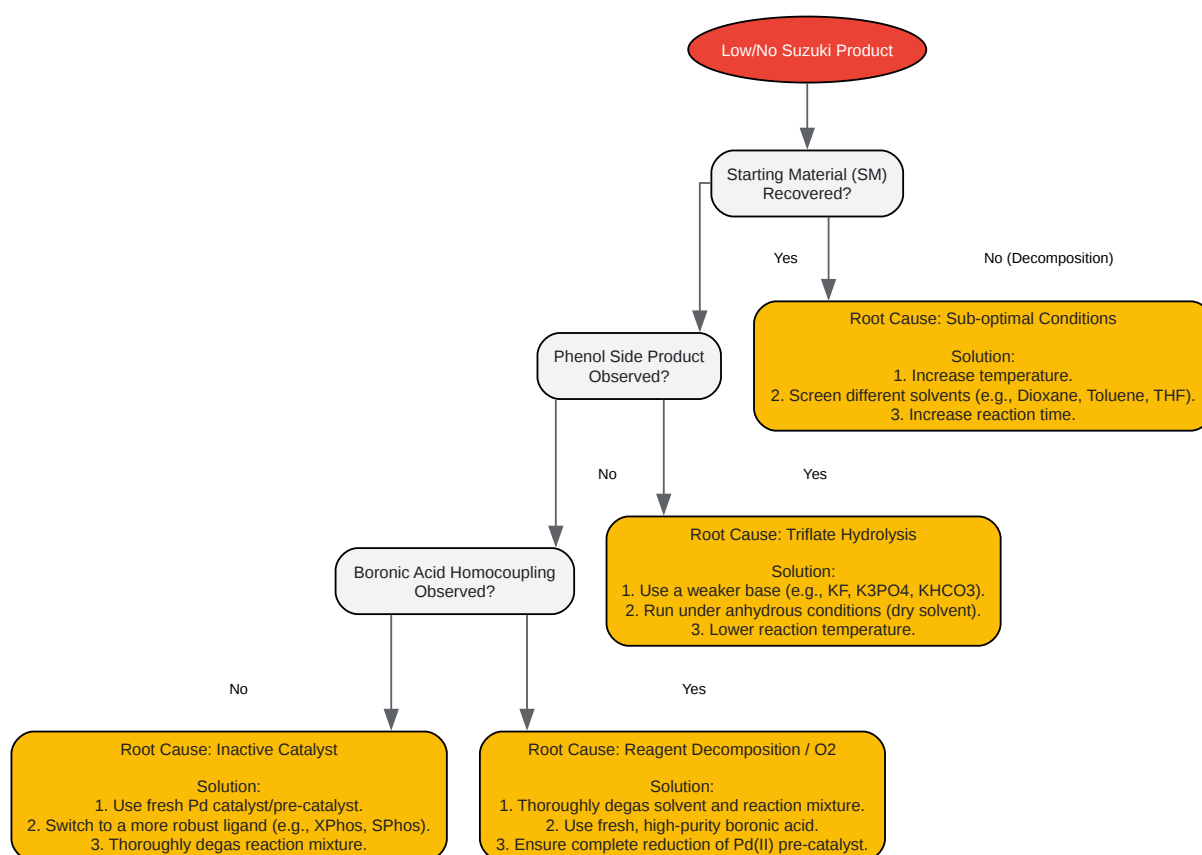 Low/No Suzuki Product
Starting Material (SM)
Recovered?
Yes
No (Decomposition)
Root Cause: Sub-optimal Conditions
Solution:
1. Increase temperature.
2. Screen different solvents (e.g., Dioxane, Toluene, THF).
3. Increase reaction time.
Phenol Side Product
Observed?
No
Yes
Root Cause: Triflate Hydrolysis
Solution:
1. Use a weaker base (e.g., KF, K3PO4, KHCO3).
2. Run under anhydrous conditions (dry solvent).
3. Lower reaction temperature.
Boronic Acid Homocoupling
Observed?
No
Yes
Root Cause: Inactive Catalyst
Solution:
1. Use fresh Pd catalyst/pre-catalyst.
2. Switch to a more robust ligand (e.g., XPhos, SPhos).
3. Thoroughly degas reaction mixture.
Root Cause: Reagent Decomposition / O2
Solution:
1. Thoroughly degas solvent and reaction mixture.
2. Use fresh, high-purity boronic acid.
3. Ensure complete reduction of Pd(II) pre-catalyst.